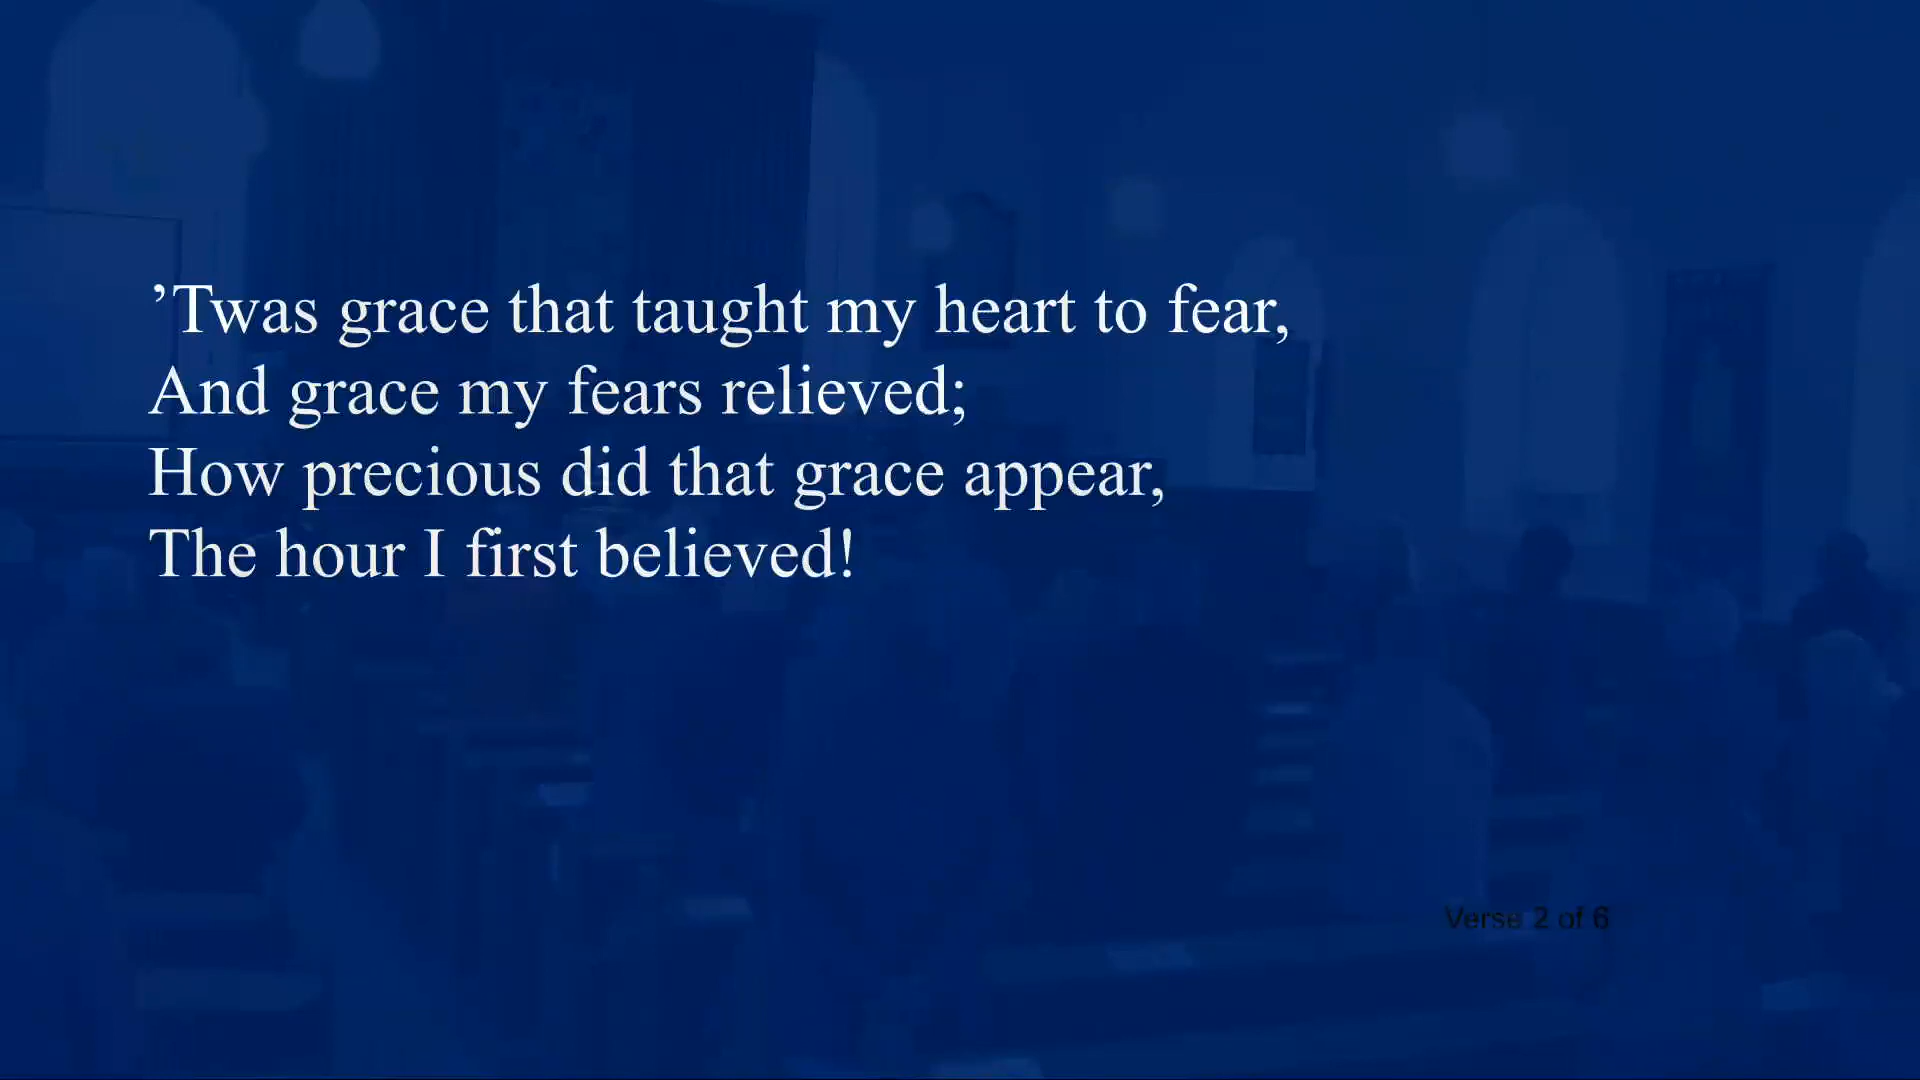 ’Twas grace that taught my heart to fear,
And grace my fears relieved;
How precious did that grace appear,
The hour I first believed!
Verse 2 of 6